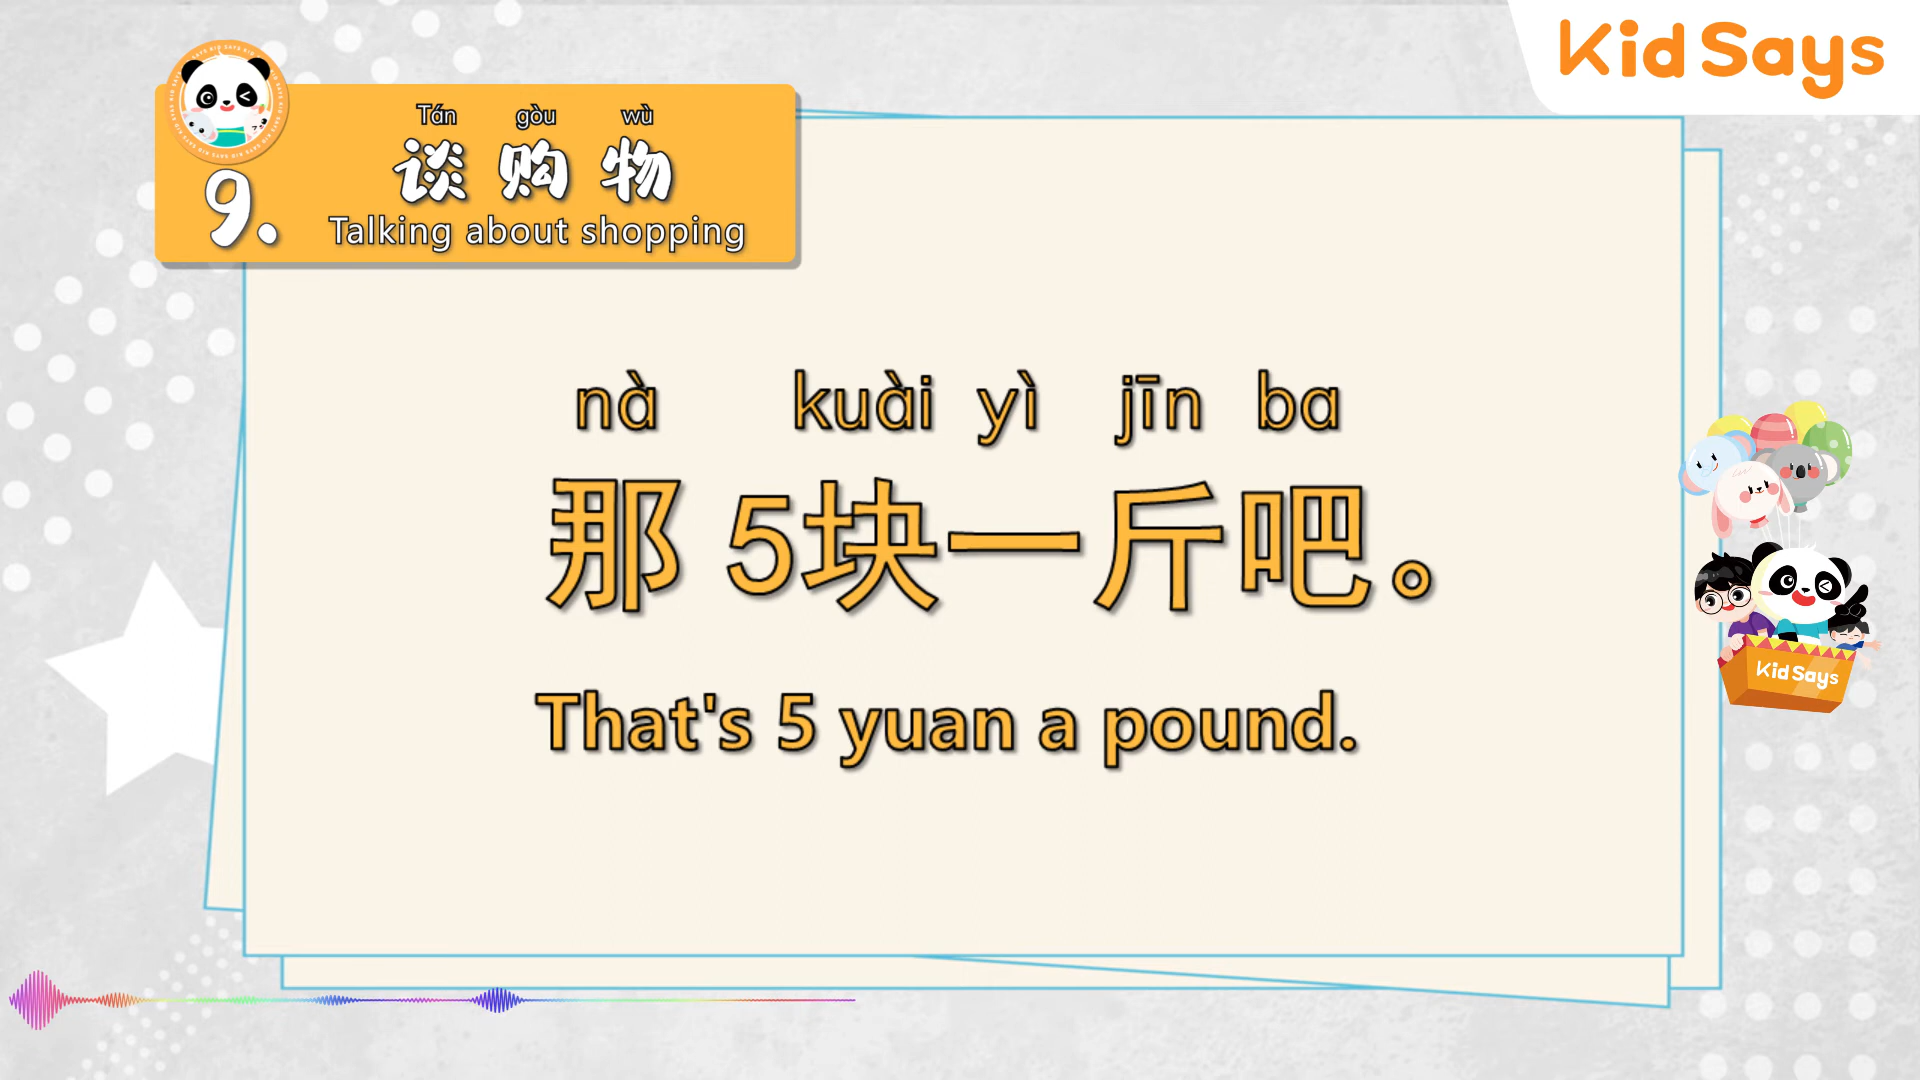 Kid Says
Tán gòu wù
谈购物
9.
Talking about shopping
nà kuài yì jīn ba
那 5块一斤吧。
That's 5 yuan a pound.
Kid Says